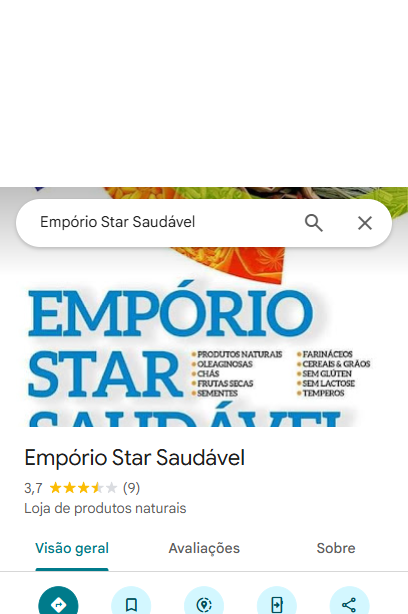 Empório Star Saudável
EMPÓRIO
STAR
PRODUTOS NATURAIS
OLEAGINOSAS
CHÁS
FRUTAS SECAS
SEMENTES
FARINÁCEOS
CEREAIS & GRÃOS
SEM GLÚTEN
SEM LACTOSE
TEMPEROS
SAUDÁVEL
Empório Star Saudável
3,7 (9)
Loja de produtos naturais
Visão geral Avaliações Sobre